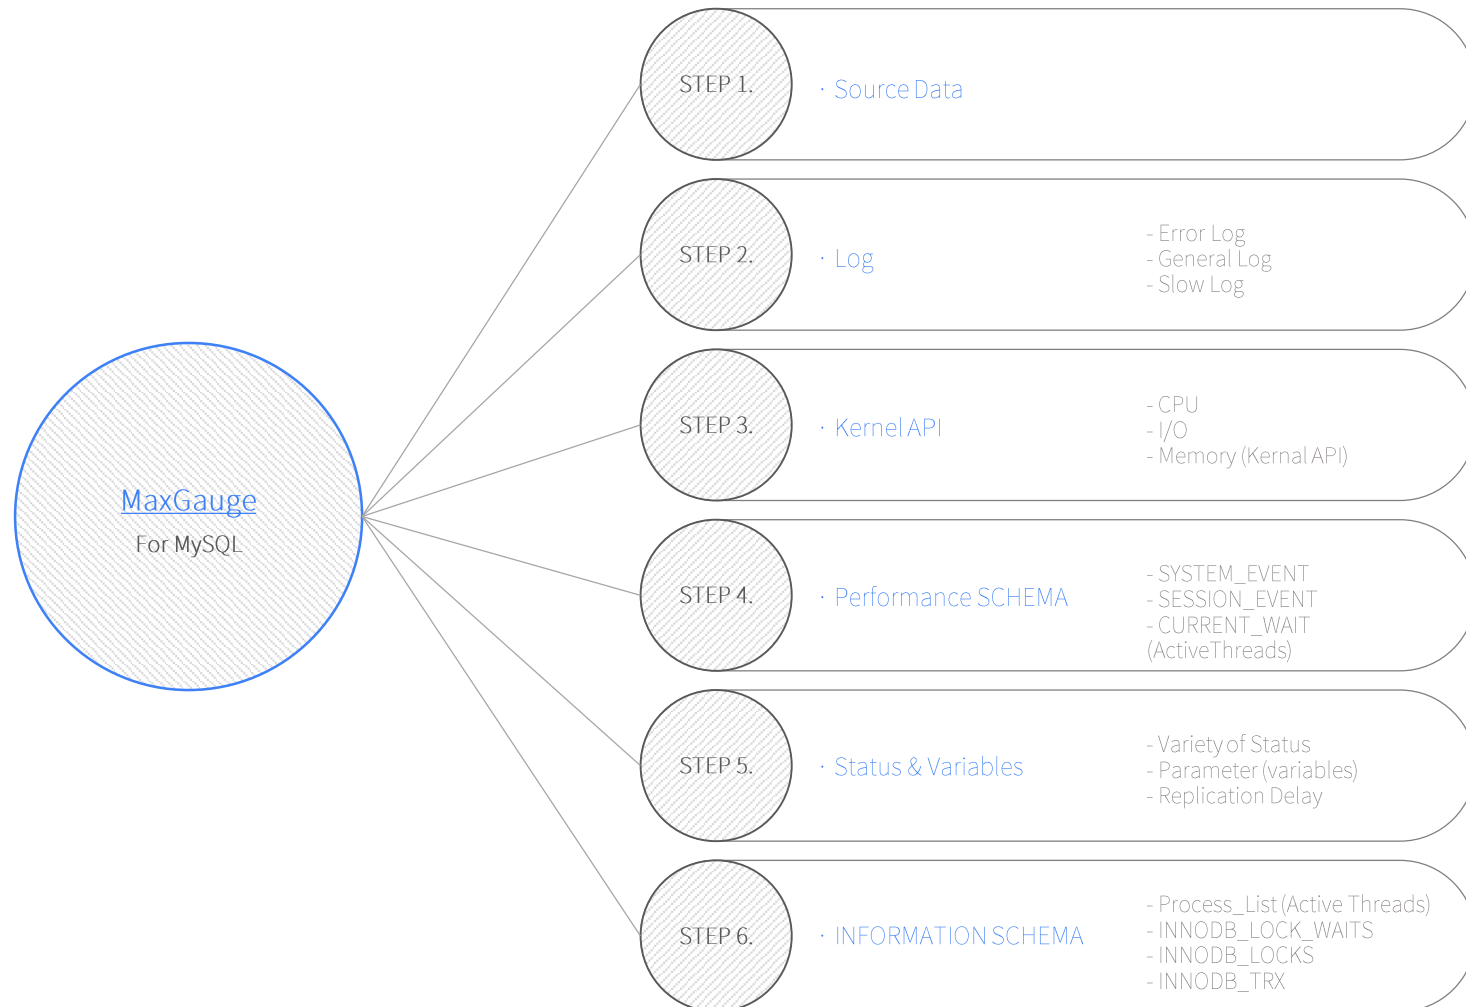 MaxGauge
For MySQL
STEP 1.
· Source Data
STEP 2.
· Log
- Error Log
- General Log
- Slow Log
STEP 3.
· Kernel API
- CPU
- I/O
- Memory (Kernal API)
STEP 4.
· Performance SCHEMA
- SYSTEM_EVENT
- SESSION_EVENT
- CURRENT_WAIT
(ActiveThreads)
STEP 5.
· Status & Variables
- Variety of Status
- Parameter (variables)
- Replication Delay
STEP 6.
· INFORMATION SCHEMA
- Process_List (Active Threads)
- INNODB_LOCK_WAITS
- INNODB_LOCKS
- INNODB_TRX